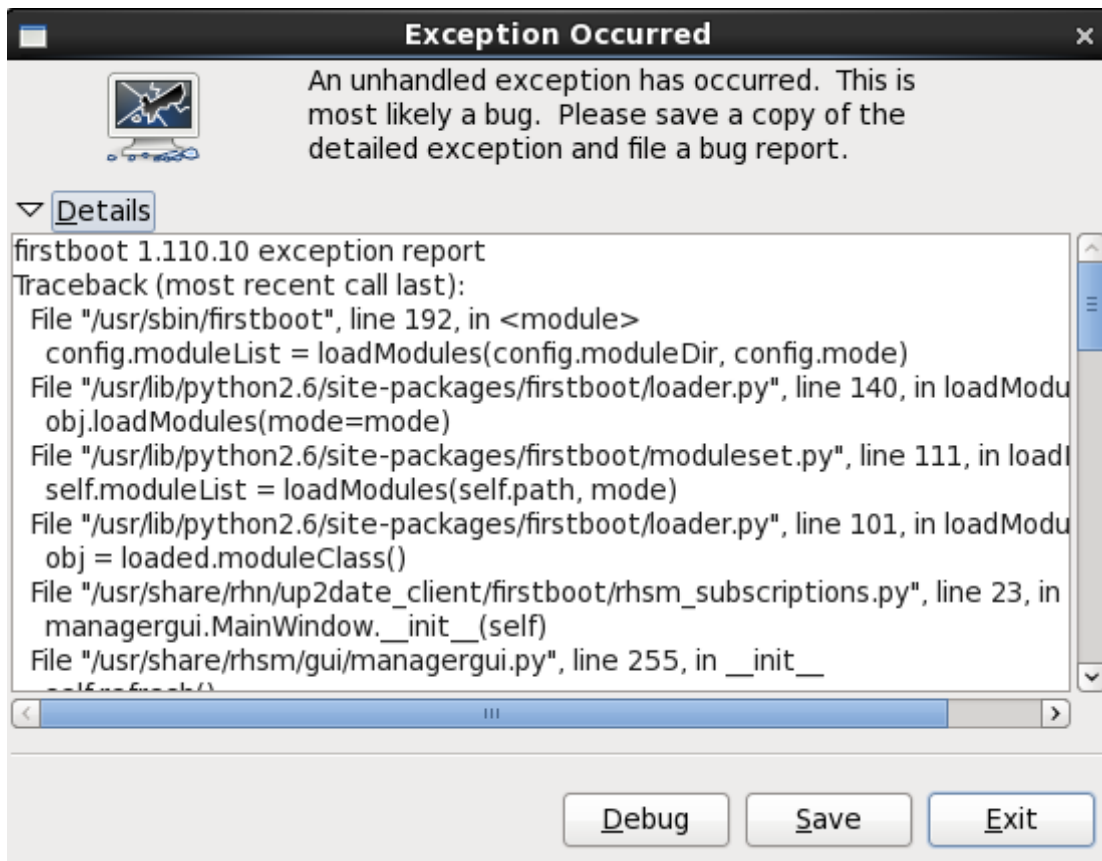 Exception Occurred
An unhandled exception has occurred. This is
most likely a bug. Please save a copy of the
detailed exception and file a bug report.
Details
firstboot 1.110.10 exception report
Traceback (most recent call last):
File "/usr/sbin/firstboot", line 192, in <module>
config.moduleList = loadModules(config.moduleDir, config.mode)
File "/usr/lib/python2.6/site-packages/firstboot/loader.py", line 140, in loadModu
obj.loadModules(mode=mode)
File "/usr/lib/python2.6/site-packages/firstboot/moduleset.py", line 111, in
self.moduleList = loadModules(self.path, mode)
File "/usr/lib/python2.6/site-packages/firstboot/loader.py", line 101, in loadModu
obj = loaded.moduleClass()
File "/usr/share/rhn/up2date_client/firstboot/rhsm_subscriptions.py", line 23, in
managergui.MainWindow.__init__(self)
File "/usr/share/rhsm/gui/managergui.py", line 255, in __init__
Debug Save Exit